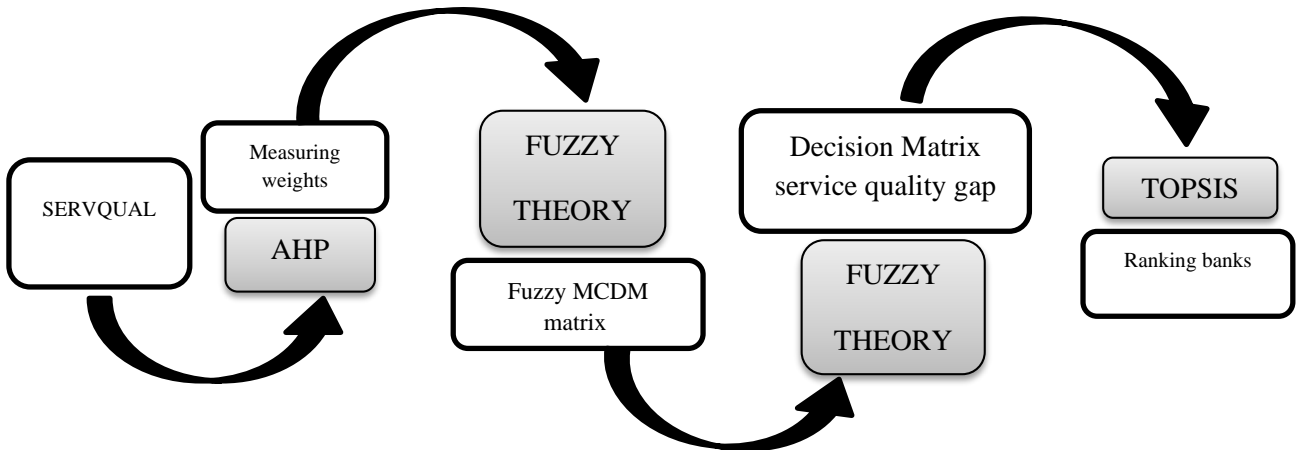 SERVQUAL
Measuring
weights
AHP
FUZZY
THEORY
Fuzzy MCDM
matrix
Decision Matrix
service quality gap
FUZZY
THEORY
TOPSIS
Ranking banks